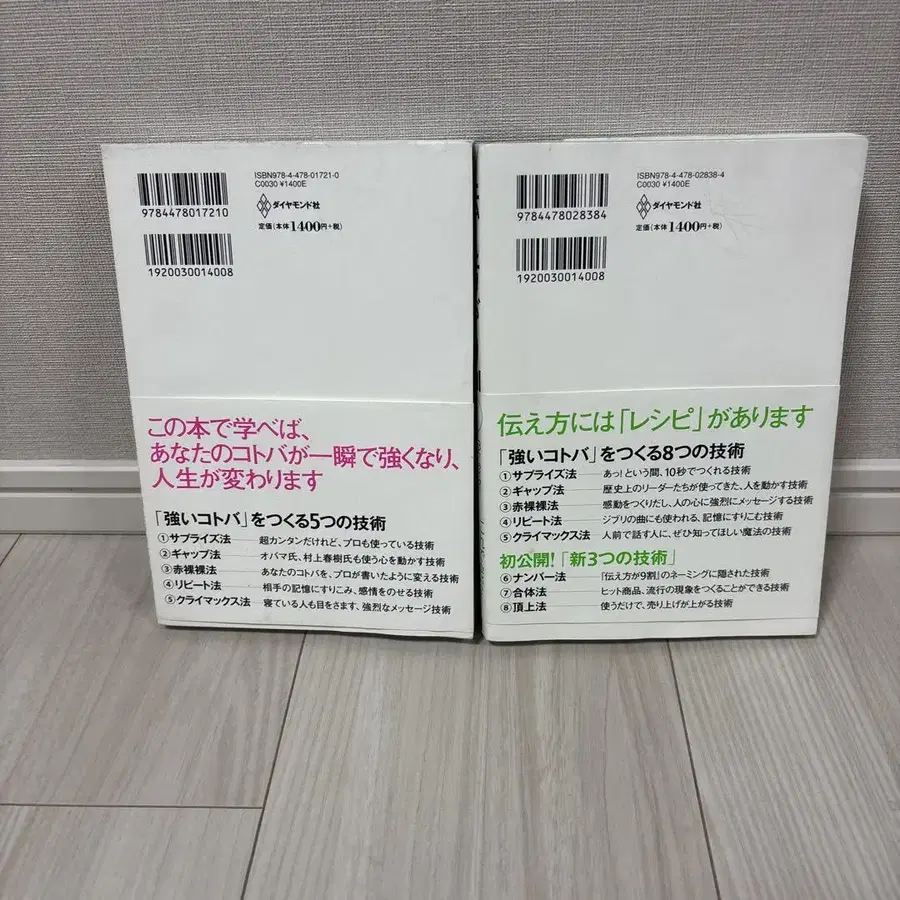 ISBN978-4-478-01721-0
C0030 ¥1400E
9784478017210
ダイヤモンド社
定価(本体1400円+税)
1920030014008
この本で学べば、
あなたのコトバが一瞬で強くなり、
人生が変わります
「強いコトバ」をつくる5つの技術
①サプライズ法 超カンタンだけれど、プロも使っている技術
②ギャップ法 オバマ氏、村上春樹氏も使う心を動かす技術
③赤裸裸法 あなたのコトバを、プロが書いたように変える技術
④リピート法 相手の記憶にすりこみ、感情をのせる技術
⑤クライマックス法 寝ている人も目をさます、強烈なメッセージ技術
ISBN978-4-478-02838-4
C0030 ¥1400E
9784478028384
ダイヤモンド社
定価(本体1400円+税)
1920030014008
伝え方には「レシピ」があります
「強いコトバ」をつくる8つの技術
①サプライズ法 あっ!という間、10秒でつくれる技術
②ギャップ法 歴史上のリーダーたちが使ってきた、人を動かす技術
③赤裸裸法 感動をつくりだし、人の心に強烈にメッセージする技術
④リピート法 ジブリの曲にも使われる、記憶にすりこむ技術
⑤クライマックス法 人前で話す人に、ぜひ知ってほしい魔法の技術
初公開!「新3つの技術」
⑥ナンバー法 「伝え方が9割」のネーミングに隠された技術
⑦合体法 ヒット商品、流行の現象をつくることができる技術
⑧頂上法 使うだけで、売り上げが上がる技術